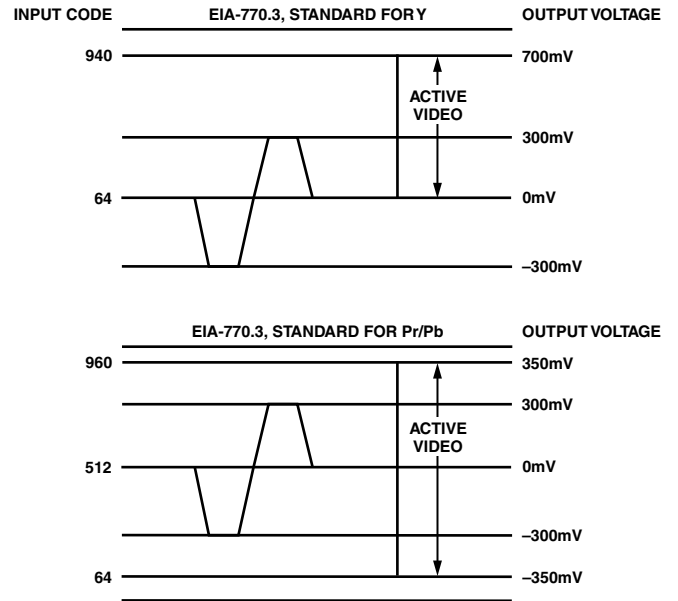 INPUT CODE EIA-770.3, STANDARD FOR Y OUTPUT VOLTAGE
940 700mV
ACTIVE
VIDEO
300mV
64 0mV
–300mV
EIA-770.3, STANDARD FOR Pr/Pb OUTPUT VOLTAGE
960 350mV
300mV
ACTIVE
VIDEO
512 0mV
–300mV
64 –350mV